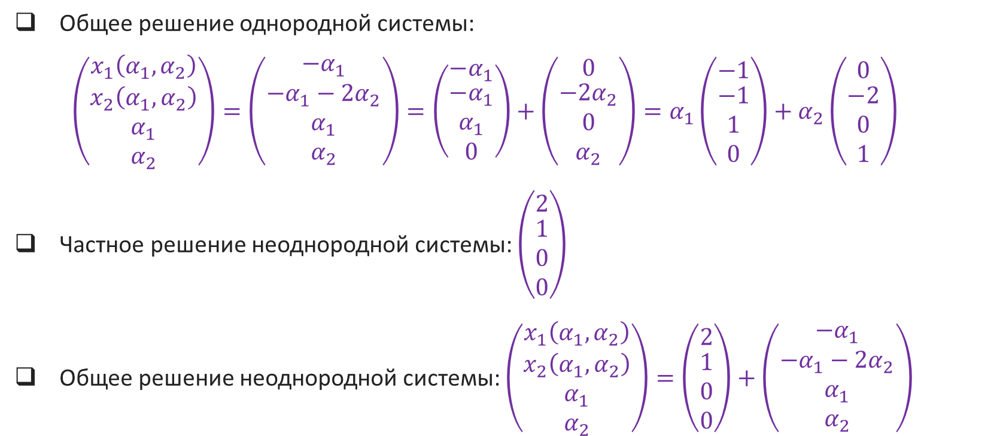 ❑ Общее решение однородной системы:
$\begin{pmatrix} x_1(\alpha_1,\alpha_2) \\ x_2(\alpha_1,\alpha_2) \\ \alpha_1 \\ \alpha_2 \end{pmatrix} = \begin{pmatrix} -\alpha_1 \\ -\alpha_1 - 2\alpha_2 \\ \alpha_1 \\ \alpha_2 \end{pmatrix} = \begin{pmatrix} -\alpha_1 \\ -\alpha_1 \\ \alpha_1 \\ 0 \end{pmatrix} + \begin{pmatrix} 0 \\ -2\alpha_2 \\ 0 \\ \alpha_2 \end{pmatrix} = \alpha_1 \begin{pmatrix} -1 \\ -1 \\ 1 \\ 0 \end{pmatrix} + \alpha_2 \begin{pmatrix} 0 \\ -2 \\ 0 \\ 1 \end{pmatrix}$
❑ Частное решение неоднородной системы: $\begin{pmatrix} 2 \\ 1 \\ 0 \\ 0 \end{pmatrix}$
❑ Общее решение неоднородной системы: $\begin{pmatrix} x_1(\alpha_1,\alpha_2) \\ x_2(\alpha_1,\alpha_2) \\ \alpha_1 \\ \alpha_2 \end{pmatrix} = \begin{pmatrix} 2 \\ 1 \\ 0 \\ 0 \end{pmatrix} + \begin{pmatrix} -\alpha_1 \\ -\alpha_1 - 2\alpha_2 \\ \alpha_1 \\ \alpha_2 \end{pmatrix}$